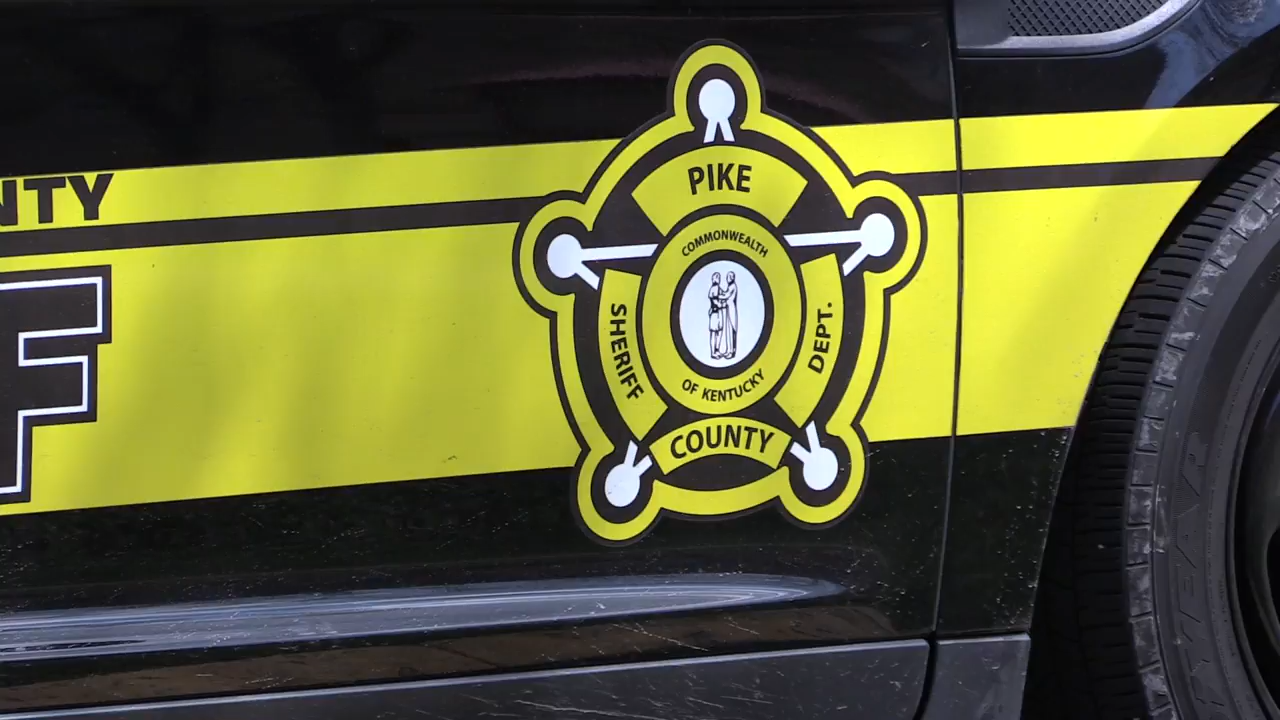 NTY
F
PIKE
COMMONWEALTH
SHERIFF
DEPT.
OF KENTUCKY
COUNTY